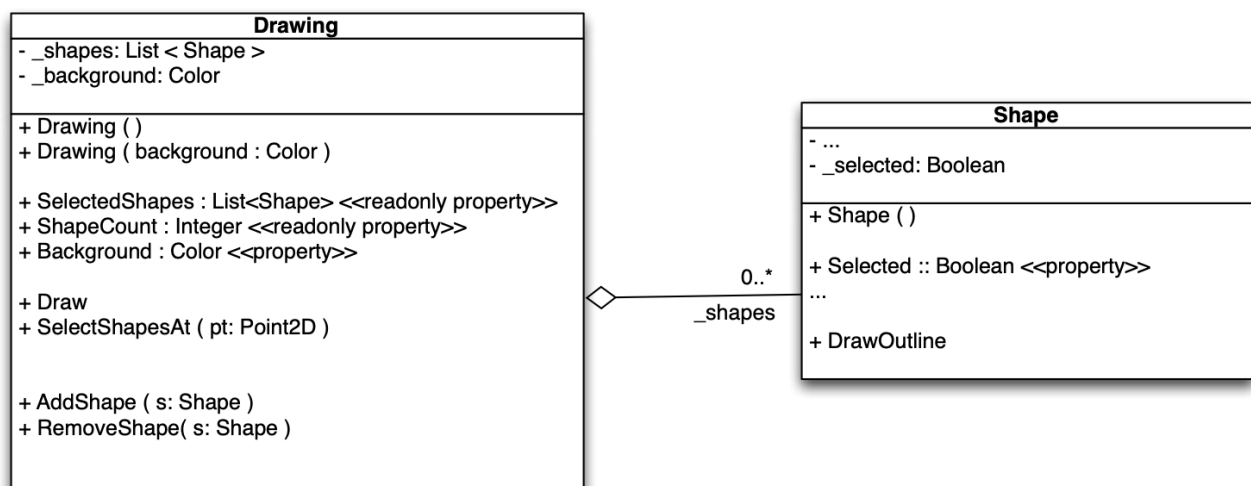 Drawing
- _shapes: List < Shape >
- _background: Color
+ Drawing ( )
+ Drawing ( background : Color )
+ SelectedShapes : List<Shape> <<readonly property>>
+ ShapeCount : Integer <<readonly property>>
+ Background : Color <<property>>
+ Draw
+ SelectShapesAt ( pt: Point2D )
+ AddShape ( s: Shape )
+ RemoveShape( s: Shape )
0..*
_shapes
Shape
- ...
- _selected: Boolean
+ Shape ( )
+ Selected :: Boolean <<property>>
...
+ DrawOutline